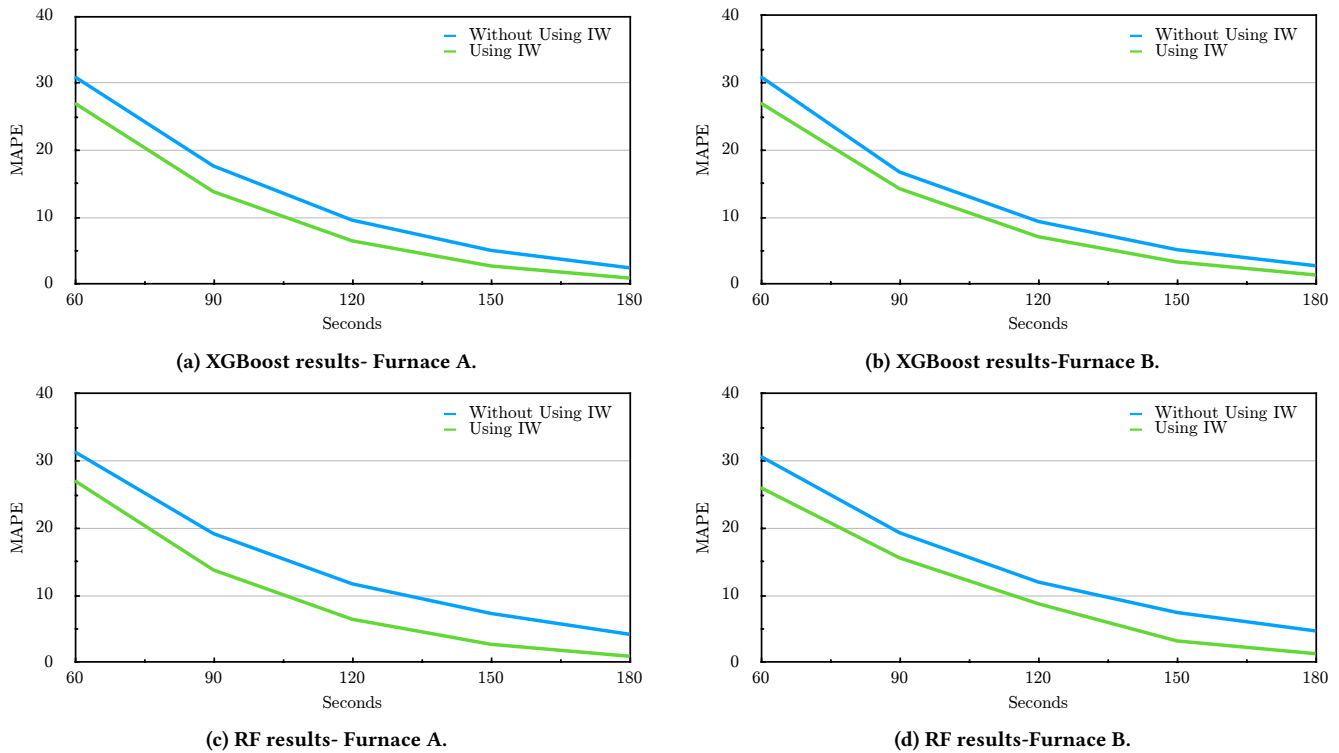 40
30
20
10
0
MAPE
Without Using IW
Using IW
60 90 120 150 180
Seconds
(a) XGBoost results- Furnace A.
40
30
20
10
0
MAPE
Without Using IW
Using IW
60 90 120 150 180
Seconds
(b) XGBoost results-Furnace B.
40
30
20
10
0
MAPE
Without Using IW
Using IW
60 90 120 150 180
Seconds
(c) RF results- Furnace A.
40
30
20
10
0
MAPE
Without Using IW
Using IW
60 90 120 150 180
Seconds
(d) RF results-Furnace B.